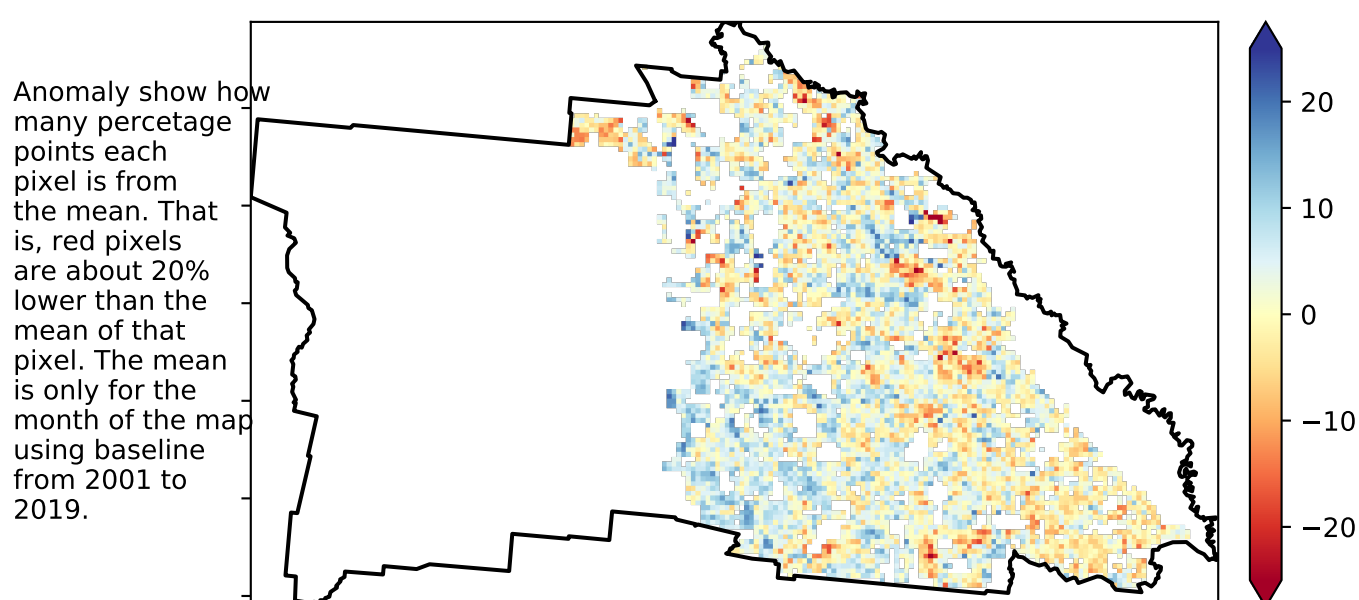 Anomaly show how
many percetage
points each
pixel is from
the mean. That
is, red pixels
are about 20%
lower than the
mean of that
pixel. The mean
is only for the
month of the map
using baseline
from 2001 to
2019.
20
10
0
−10
−20